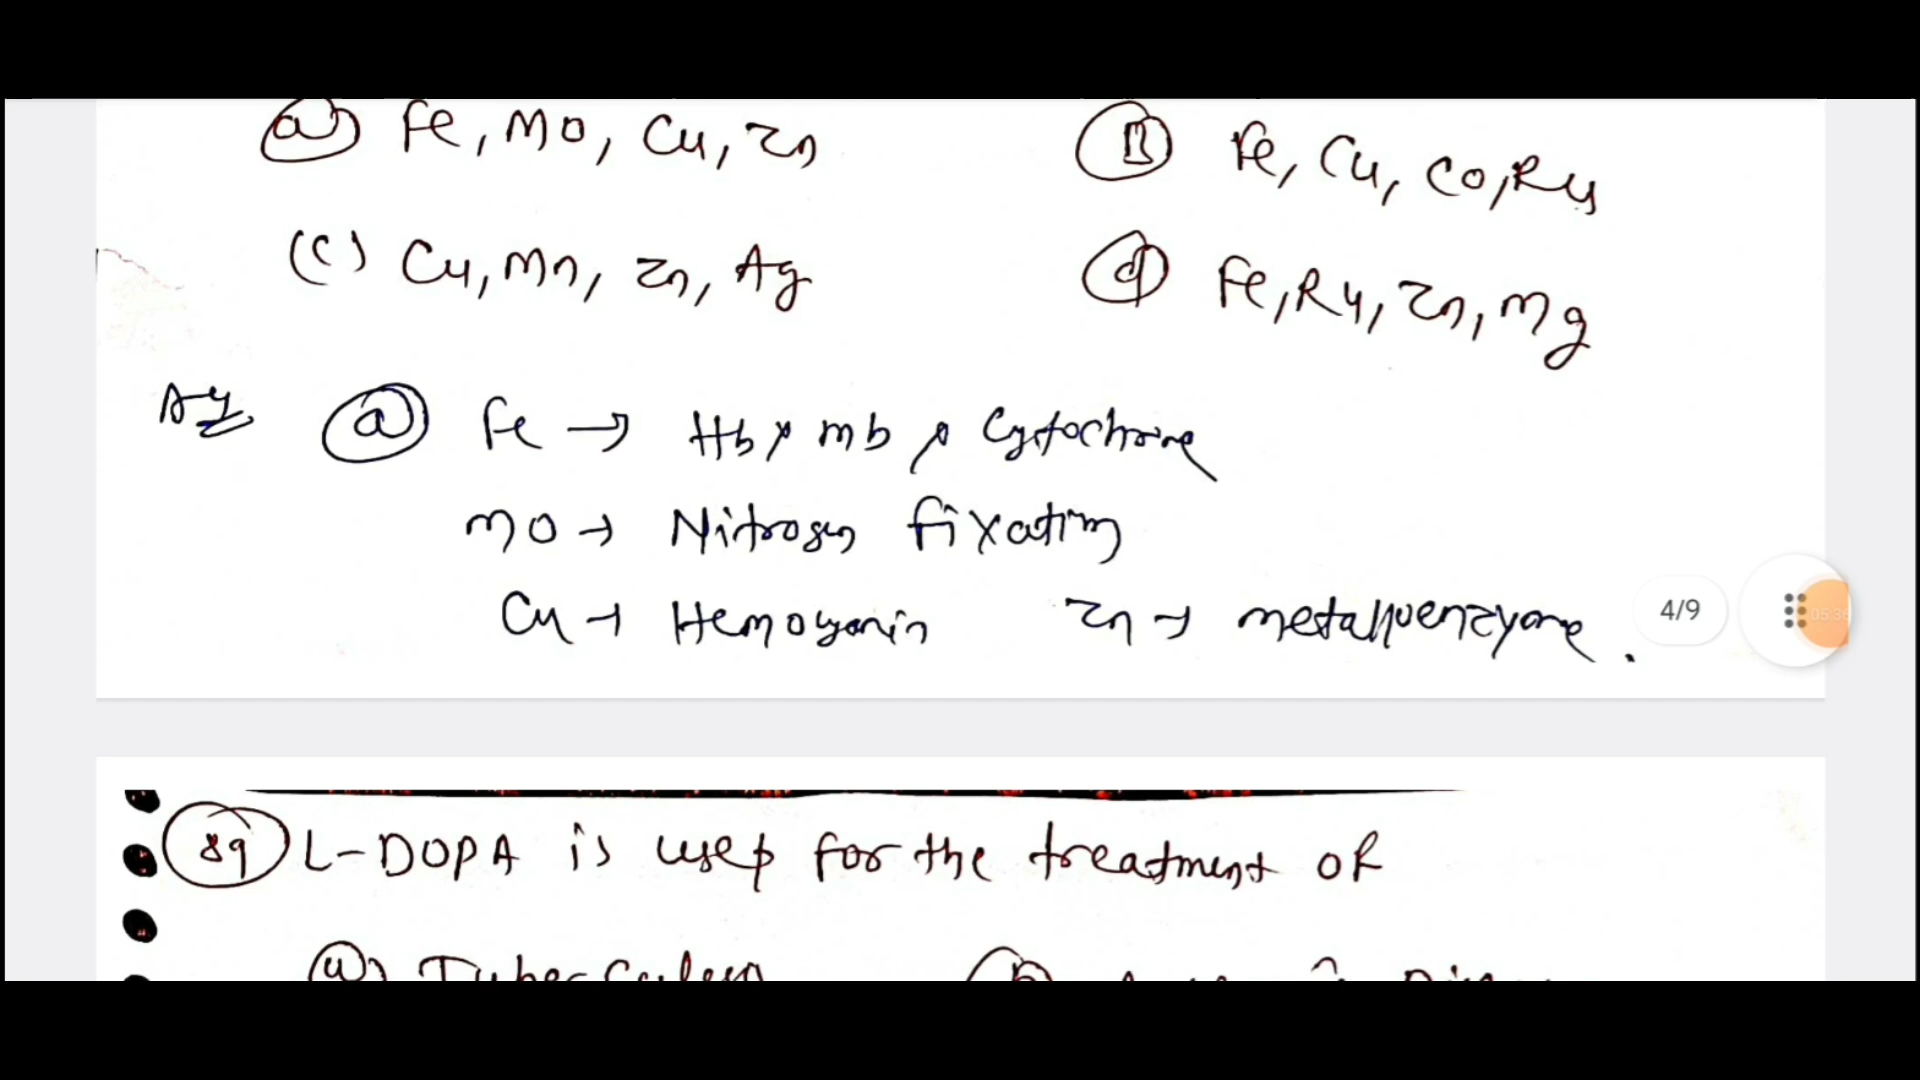 (a) Fe, Mo, Cu, Zn (B) Fe, Cu, Co, Ru
(C) Cu, Mn, Zn, Ag (d) Fe, Ru, Zn, Mg
(a) Fe → Hb, mb, Cytochrome
mo → Nitrogen fixation
Cu → Hemocyanin Zn → metalloenzyme.
4/9
89 L-DOPA is used for the treatment of
(a)